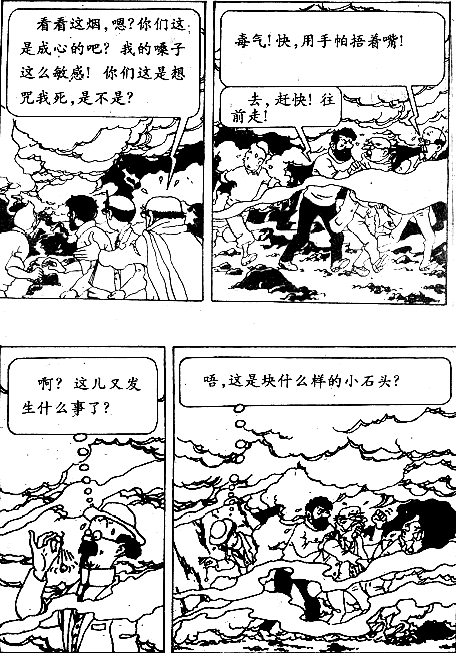 看看这烟,嗯?你们这
是成心的吧?我的嗓子
这么敏感!你们这是想
咒我死,是不是?
毒气!快,用手帕捂着嘴!
去,赶快!往
前走!
啊?这儿又发
生什么事了?
唔,这是块什么样的小石头?